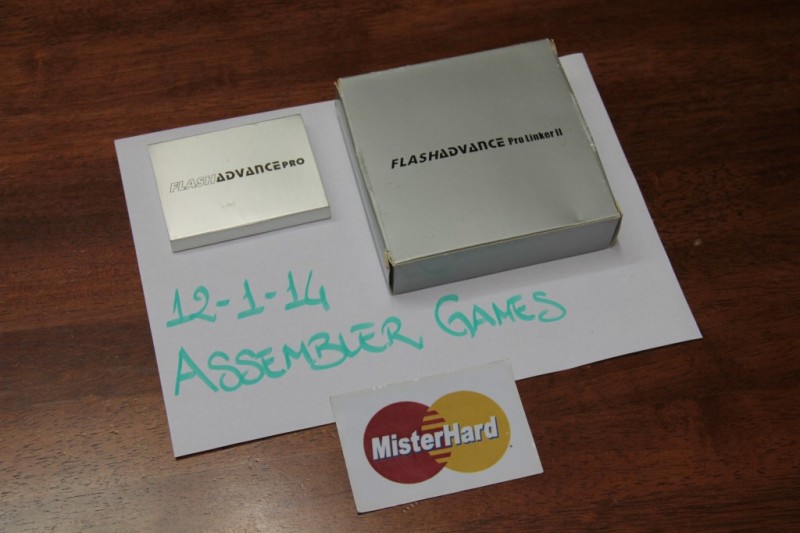 FLASHADVANCE PRO
FLASHADVANCE Pro Linker II
12-1-14
ASSEMBLER GAMES
MisterHard